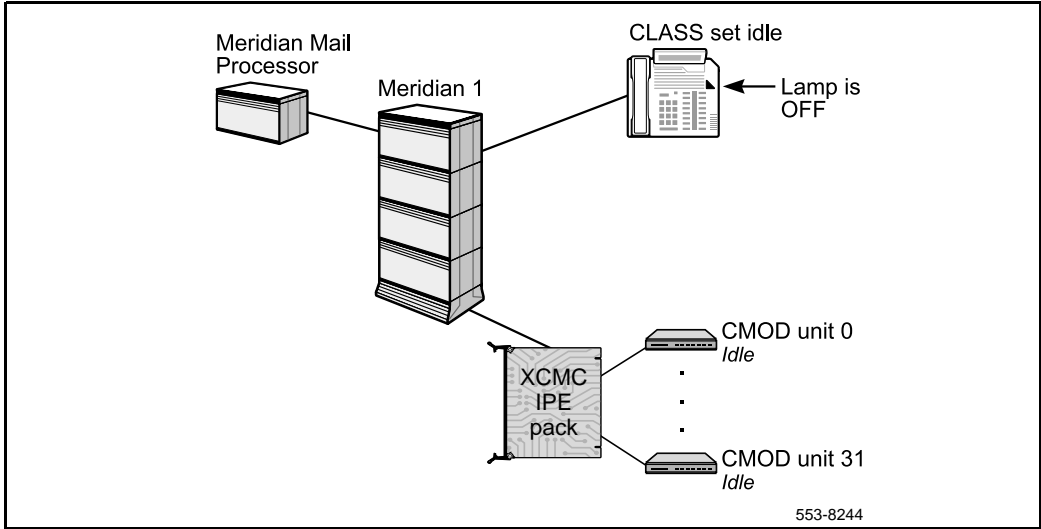 Meridian Mail
Processor
Meridian 1
CLASS set idle
Lamp is
OFF
XCMC
IPE
pack
CMOD unit 0
Idle
CMOD unit 31
Idle
553-8244